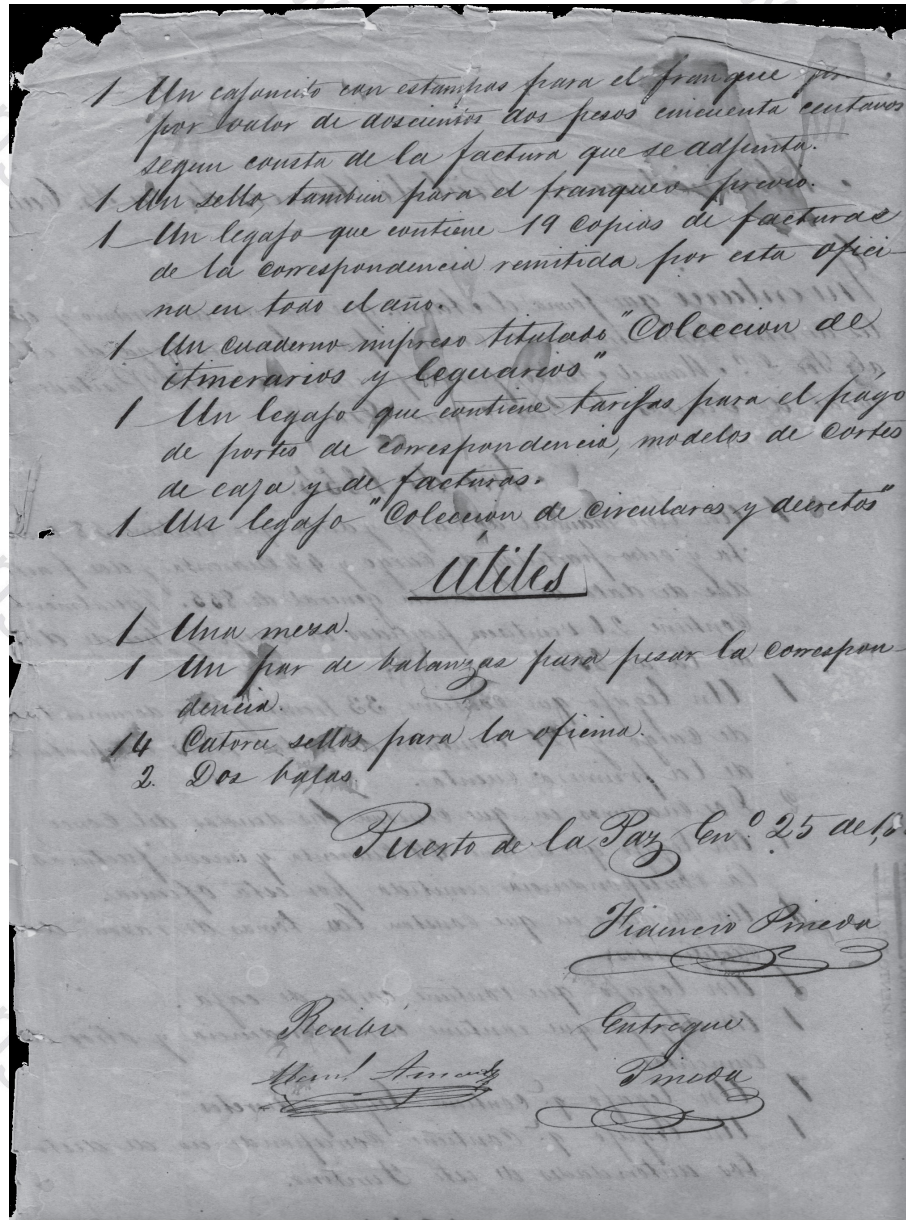 1 Un cajoncito con estampas para el franqueo
por valor de doscientos dos pesos cincuenta centavos
segun consta de la factura que se adjunta.
1 Un sello, tambien para el franqueo previo.
1 Un legajo que contiene 19 copias de facturas
de la correspondencia remitida por esta ofici-
na en todo el año.
1 Un cuaderno impreso titulado "Coleccion de
itinerarios y leguarios"
1 Un legajo que contiene tarifas para el págo
de portes de correspondencia, modelos de cortes
de caja y de facturas.
1 Un legajo "Coleccion de circulares y decretos"
Utiles
1 Una mesa.
1 Un par de balanzas para pesar la correspon-
dencia.
14 Catorce sellos para la oficina.
2. Dos balijas
Puerto de la Paz En.º 25 de
Fidencio Pineda
Recibí Entregue
Pineda